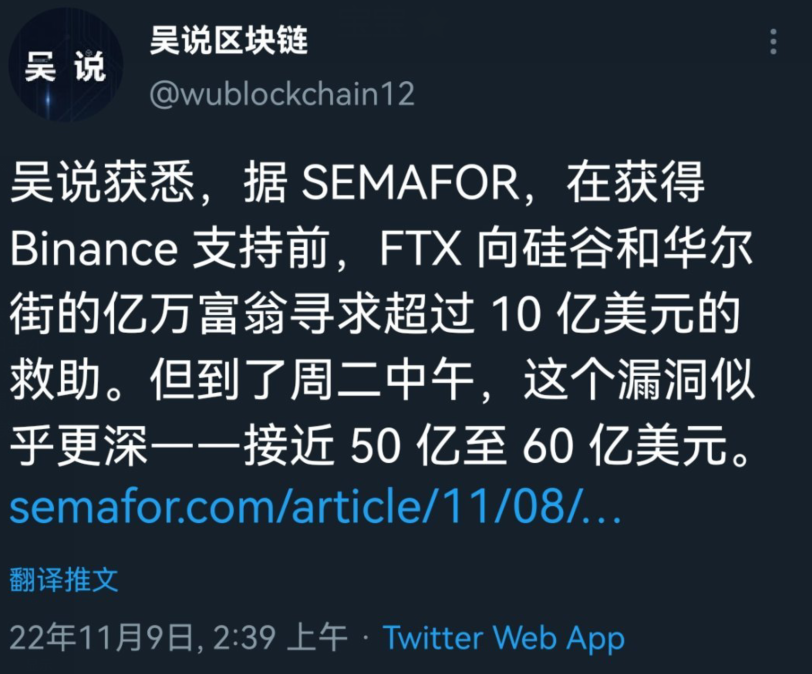 吴说
吴说区块链
@wublockchain12
吴说获悉，据 SEMAFOR，在获得
Binance 支持前，FTX 向硅谷和华尔
街的亿万富翁寻求超过 10 亿美元的
救助。但到了周二中午，这个漏洞似
乎更深一一接近 50 亿至 60 亿美元。
semafor.com/article/11/08/…
翻译推文
22年11月9日, 2:39 上午 · Twitter Web App